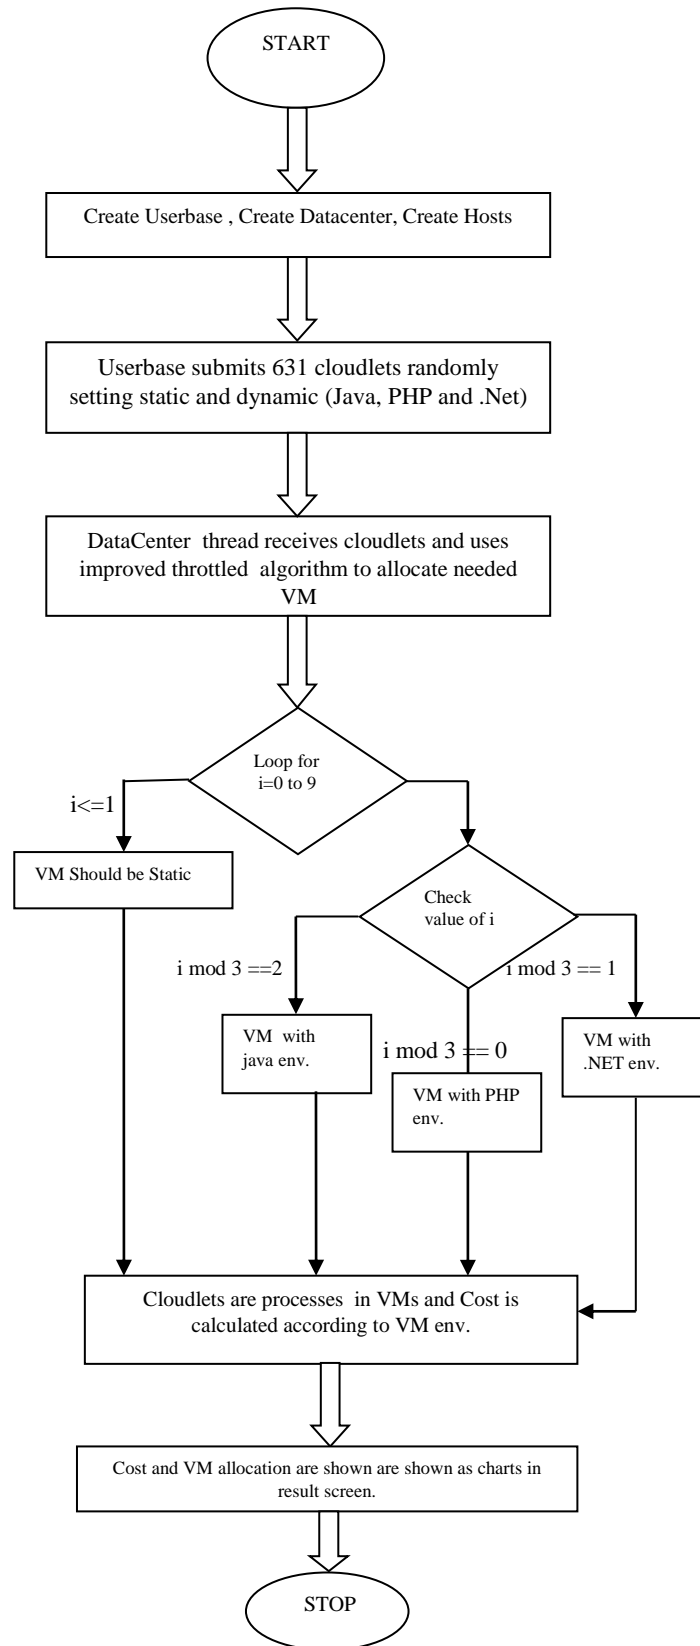 START
Create Userbase , Create Datacenter, Create Hosts
Userbase submits 631 cloudlets randomly
setting static and dynamic (Java, PHP and .Net)
DataCenter thread receives cloudlets and uses
improved throttled algorithm to allocate needed
VM
Loop for
i=0 to 9
i<=1
VM Should be Static
Check
value of i
i mod 3 ==2
i mod 3 == 1
VM with
java env.
i mod 3 == 0
VM with PHP
env.
VM with
.NET env.
Cloudlets are processes in VMs and Cost is
calculated according to VM env.
Cost and VM allocation are shown are shown as charts in
result screen.
STOP